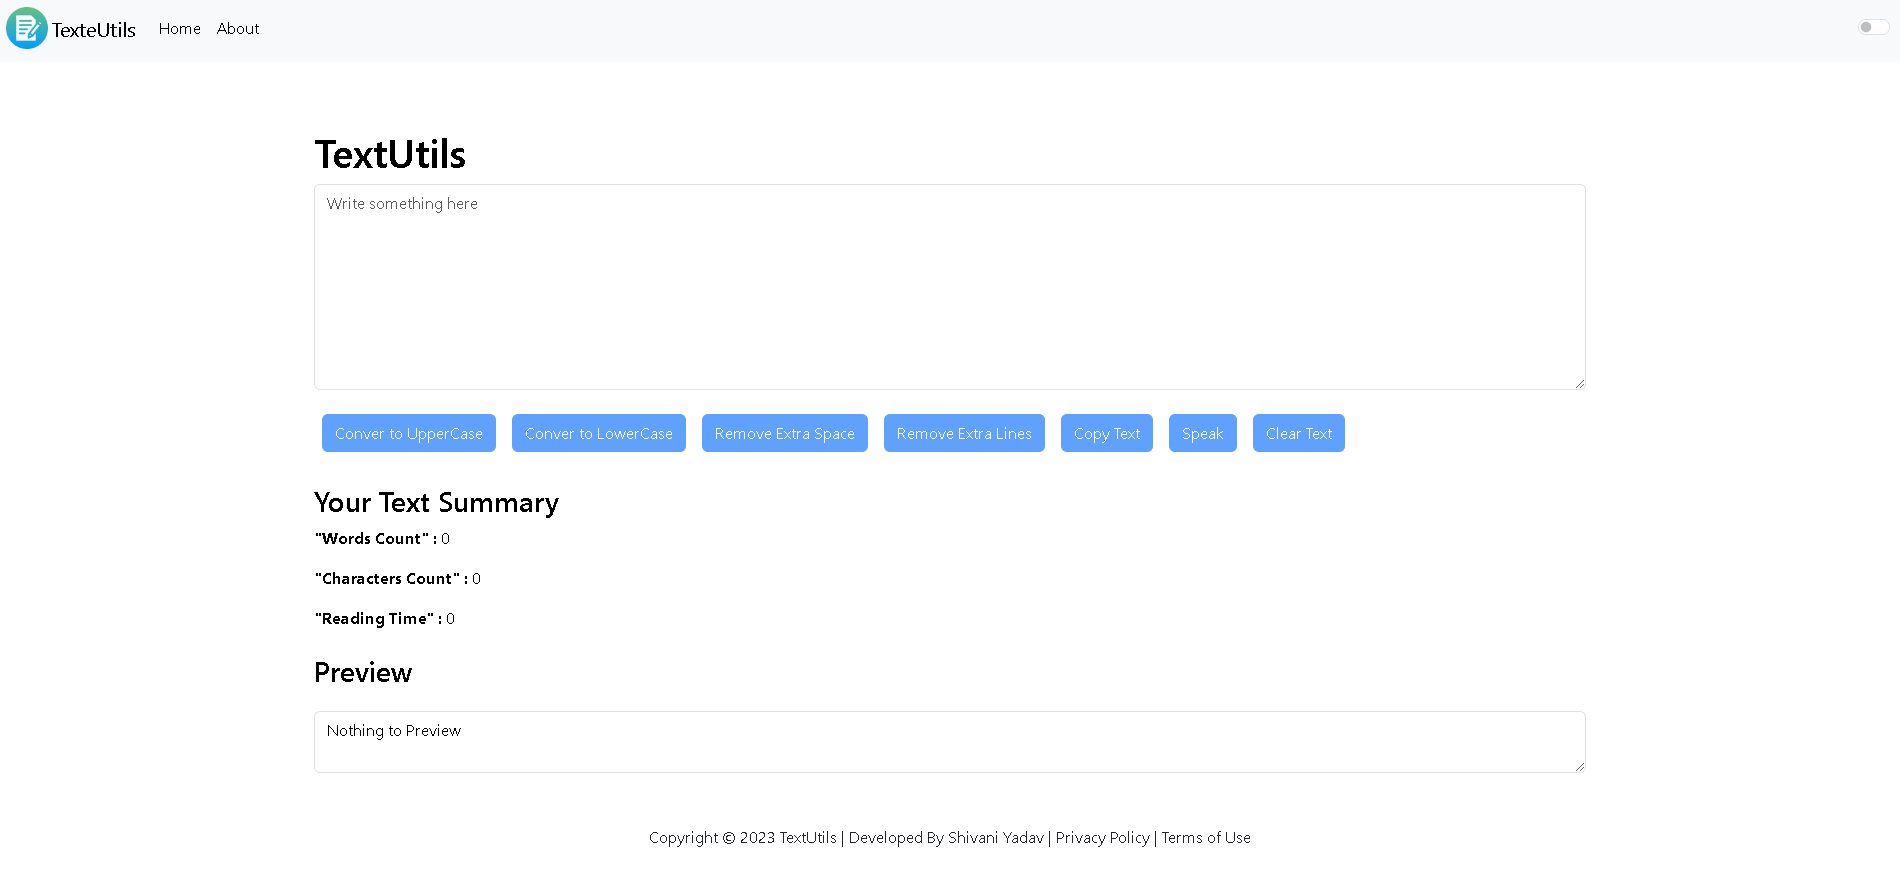 TexteUtils Home About
TextUtils
Write something here
Conver to UpperCase Conver to LowerCase Remove Extra Space Remove Extra Lines Copy Text Speak Clear Text
Your Text Summary
"Words Count" : 0
"Characters Count" : 0
"Reading Time" : 0
Preview
Nothing to Preview
Copyright © 2023 TextUtils | Developed By Shivani Yadav | Privacy Policy | Terms of Use